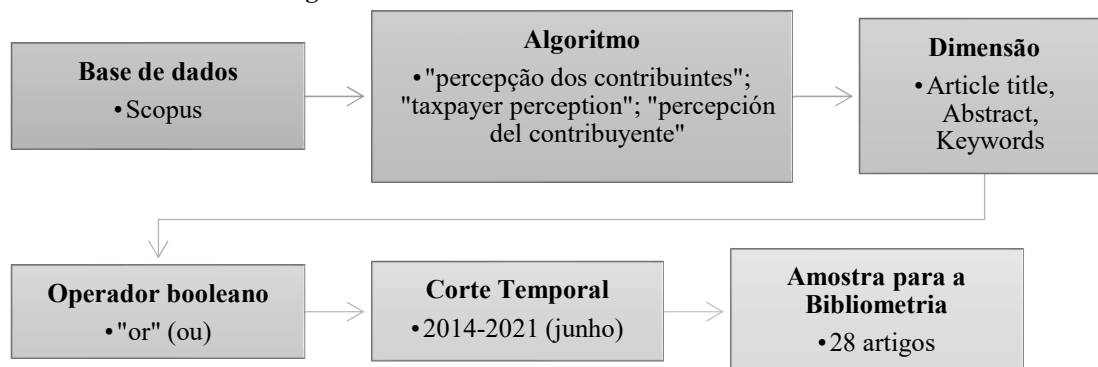 Base de dados
•Scopus
Algoritmo
•"percepção dos contribuintes";
"taxpayer perception"; "percepción
del contribuyente"
Dimensão
•Article title,
Abstract,
Keywords
Operador booleano
•"or" (ou)
Corte Temporal
•2014-2021 (junho)
Amostra para a
Bibliometria
•28 artigos